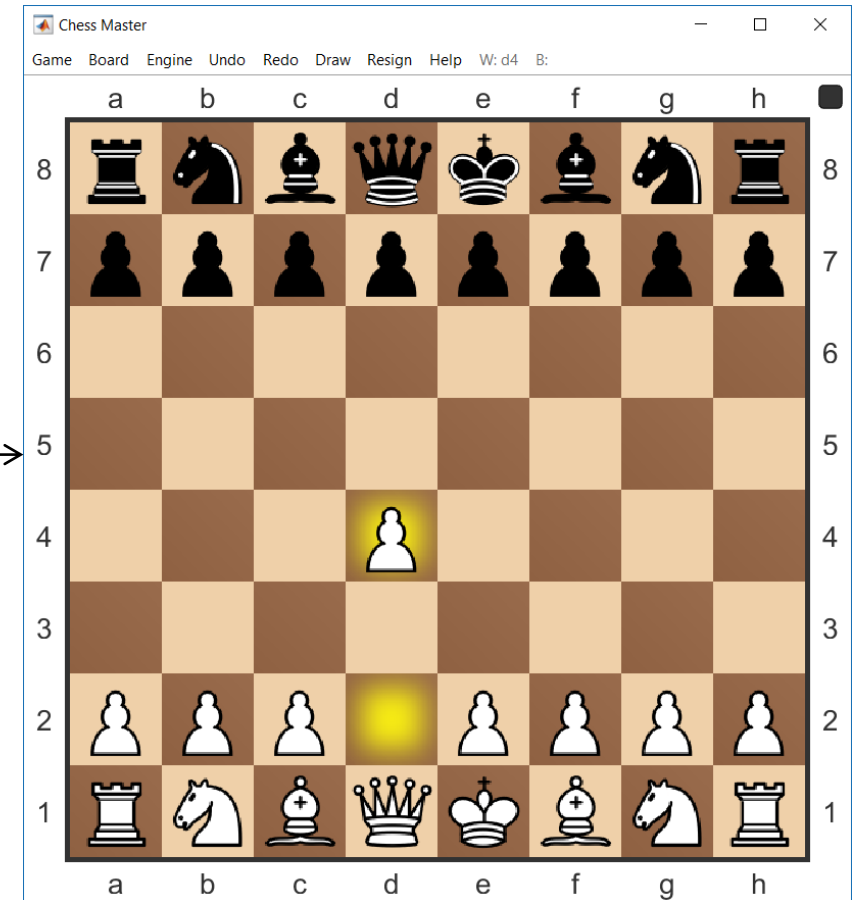 Chess Master
Game Board Engine Undo Redo Draw Resign Help W: d4 B:
a b c d e f g h
8 8
7 7
6 6
5 5
4 4
3 3
2 2
1 1
a b c d e f g h